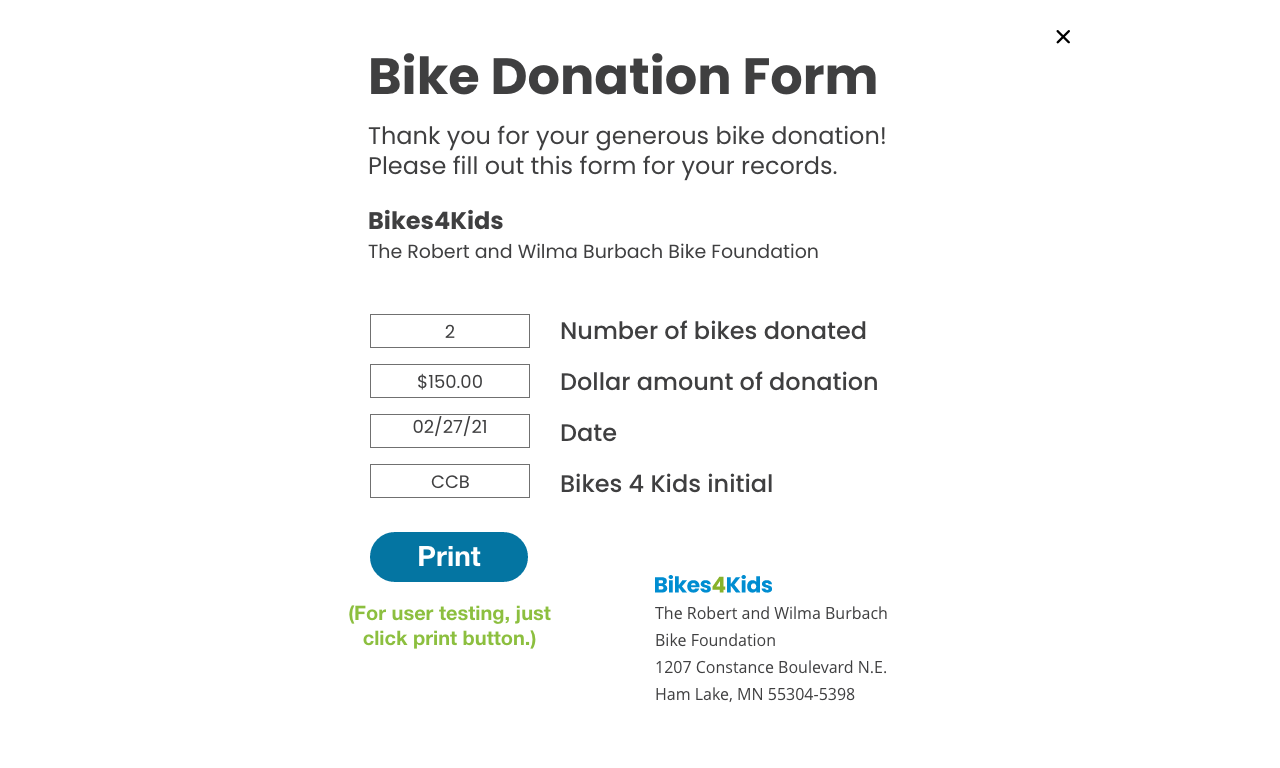 Bike Donation Form
Thank you for your generous bike donation!
Please fill out this form for your records.
Bikes4Kids
The Robert and Wilma Burbach Bike Foundation
2 Number of bikes donated
$150.00 Dollar amount of donation
02/27/21 Date
CCB Bikes 4 Kids initial
Print
(For user testing, just
click print button.)
Bikes4Kids
The Robert and Wilma Burbach
Bike Foundation
1207 Constance Boulevard N.E.
Ham Lake, MN 55304-5398